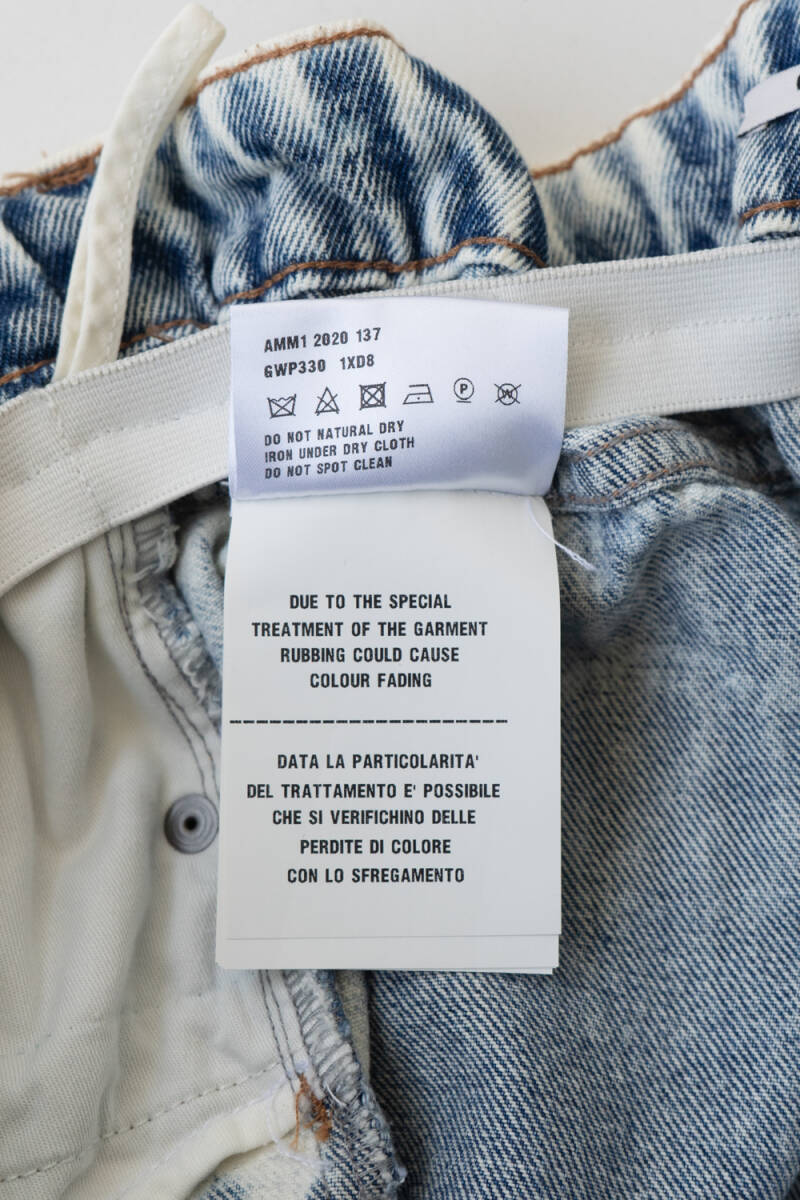 AMM1 2020 137
GWP330 1XD8
P
W
DO NOT NATURAL DRY
IRON UNDER DRY CLOTH
DO NOT SPOT CLEAN
DUE TO THE SPECIAL
TREATMENT OF THE GARMENT
RUBBING COULD CAUSE
COLOUR FADING
DATA LA PARTICOLARITA'
DEL TRATTAMENTO E' POSSIBILE
CHE SI VERIFICHINO DELLE
PERDITE DI COLORE
CON LO SFREGAMENTO